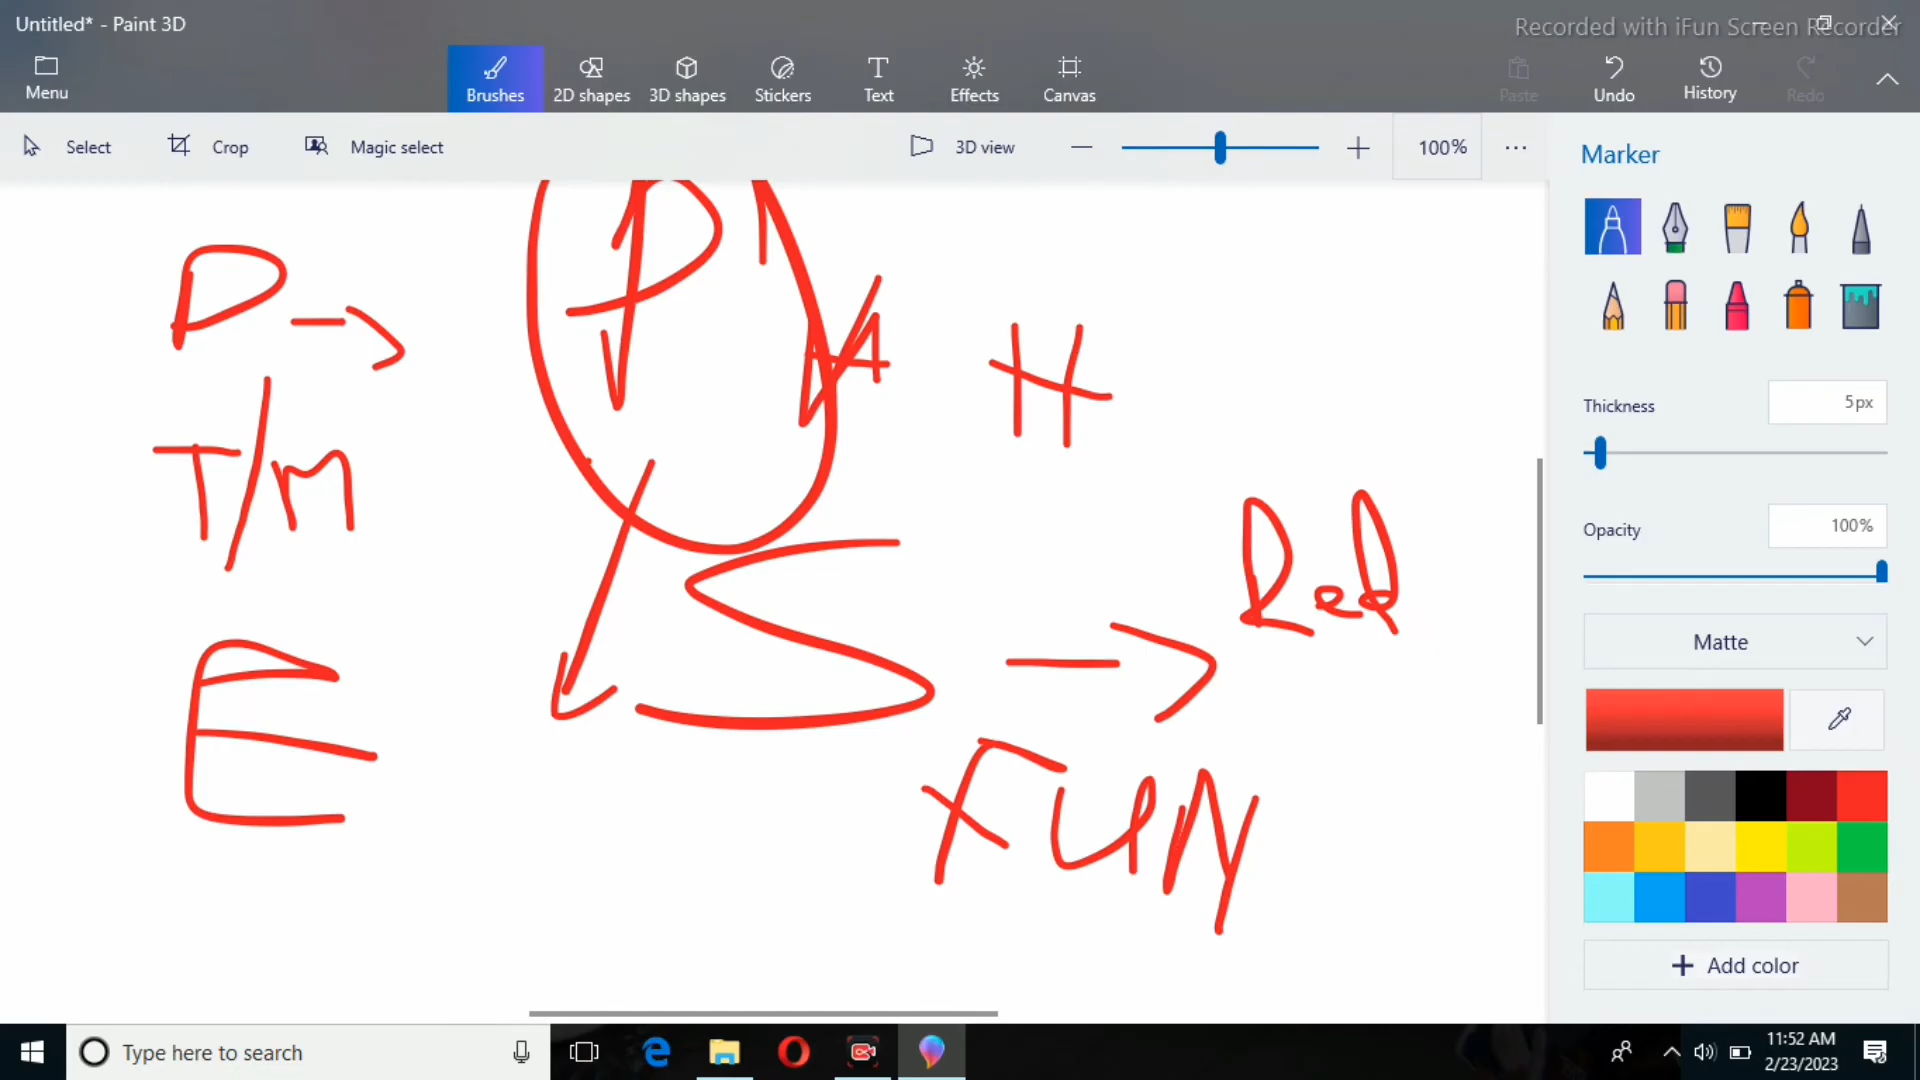 Untitled* - Paint 3D
Recorded with iFun Screen Recorder
Menu
Brushes
2D shapes
3D shapes
Stickers
Text
Effects
Canvas
Paste
Undo
History
Redo
Select
Crop
Magic select
3D view
100%
Marker
P
D
H
T/M
E
FUN
Thickness
5px
Opacity
100%
Matte
Add color
Type here to search
11:52 AM
2/23/2023